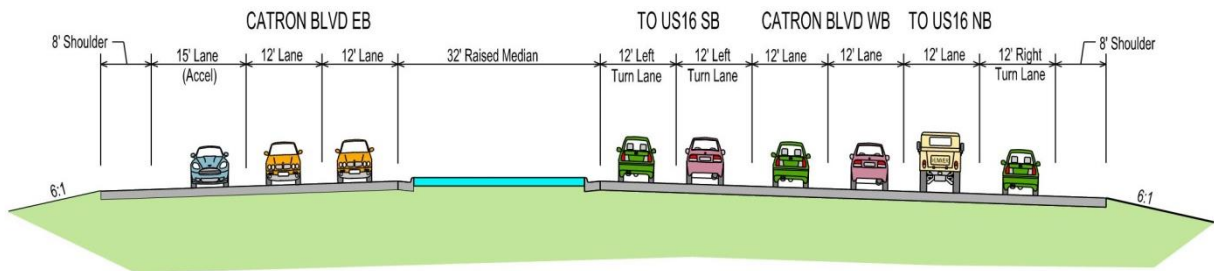 CATRON BLVD EB
TO US16 SB
CATRON BLVD WB
TO US16 NB
8' Shoulder
15' Lane
(Accel)
12' Lane
12' Lane
32' Raised Median
12' Left
Turn Lane
12' Left
Turn Lane
12' Lane
12' Lane
12' Lane
12' Right
Turn Lane
8' Shoulder
6:1
6:1